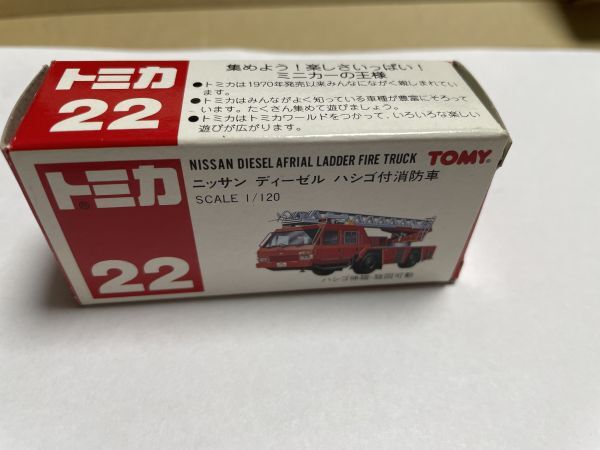 トミカ
22
集めよう!楽しさいっぱい!
ミニカーの王様
●トミカは1970年発売以来みんなにながく親しまれてい
ます。
●トミカはみんながよく知っている車種が豊富にそろって
います。たくさん集めて遊びましょう。
●トミカはトミカワールドをつかって、いろいろな楽しい
遊びが広がります。
トミカ®
22
NISSAN DIESEL AFRIAL LADDER FIRE TRUCK
TOMY®
ニッサン ディーゼル ハシゴ付消防車
SCALE 1/120
ハシゴ伸縮・旋回可動